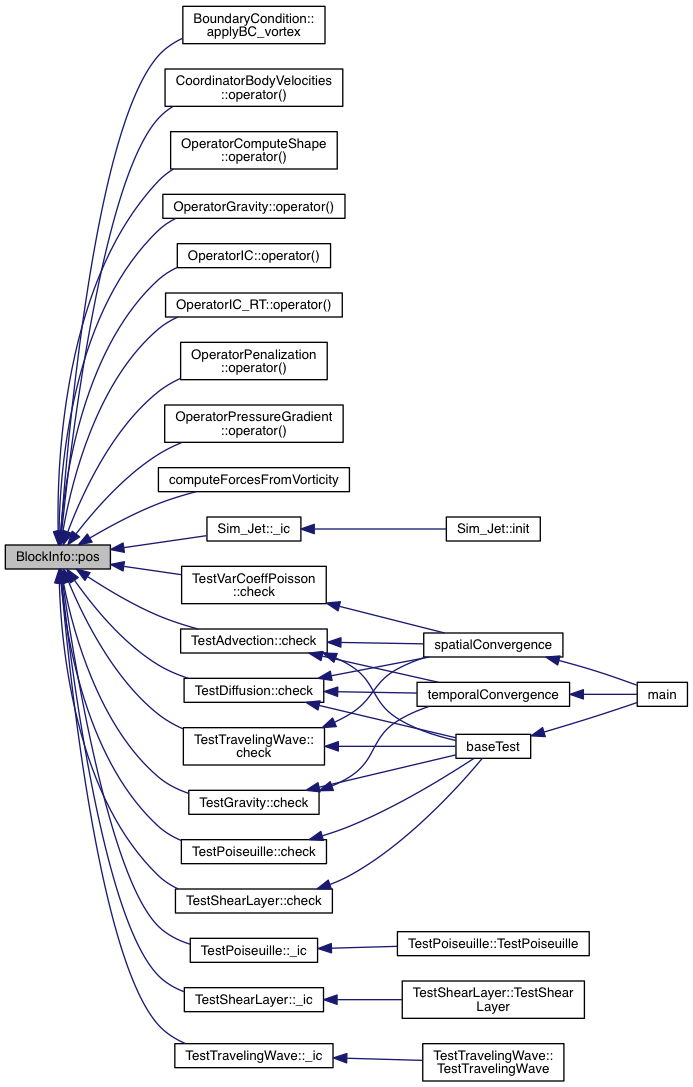 BoundaryCondition::
applyBC_vortex
CoordinatorBodyVelocities
::operator()
OperatorComputeShape
::operator()
OperatorGravity::operator()
OperatorIC::operator()
OperatorIC_RT::operator()
OperatorPenalization
::operator()
OperatorPressureGradient
::operator()
computeForcesFromVorticity
Sim_Jet::_ic
Sim_Jet::init
BlockInfo::pos
TestVarCoeffPoisson
::check
TestAdvection::check
spatialConvergence
TestDiffusion::check
temporalConvergence
main
TestTravelingWave::
check
baseTest
TestGravity::check
TestPoiseuille::check
TestShearLayer::check
TestPoiseuille::_ic
TestPoiseuille::TestPoiseuille
TestShearLayer::_ic
TestShearLayer::TestShear
Layer
TestTravelingWave::_ic
TestTravelingWave::
TestTravelingWave